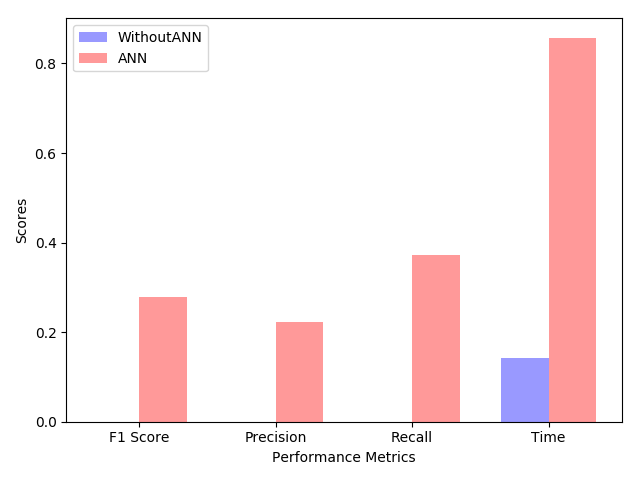 WithoutANN
ANN
0.8
0.6
0.4
0.2
0.0
Scores
F1 Score
Precision
Recall
Time
Performance Metrics